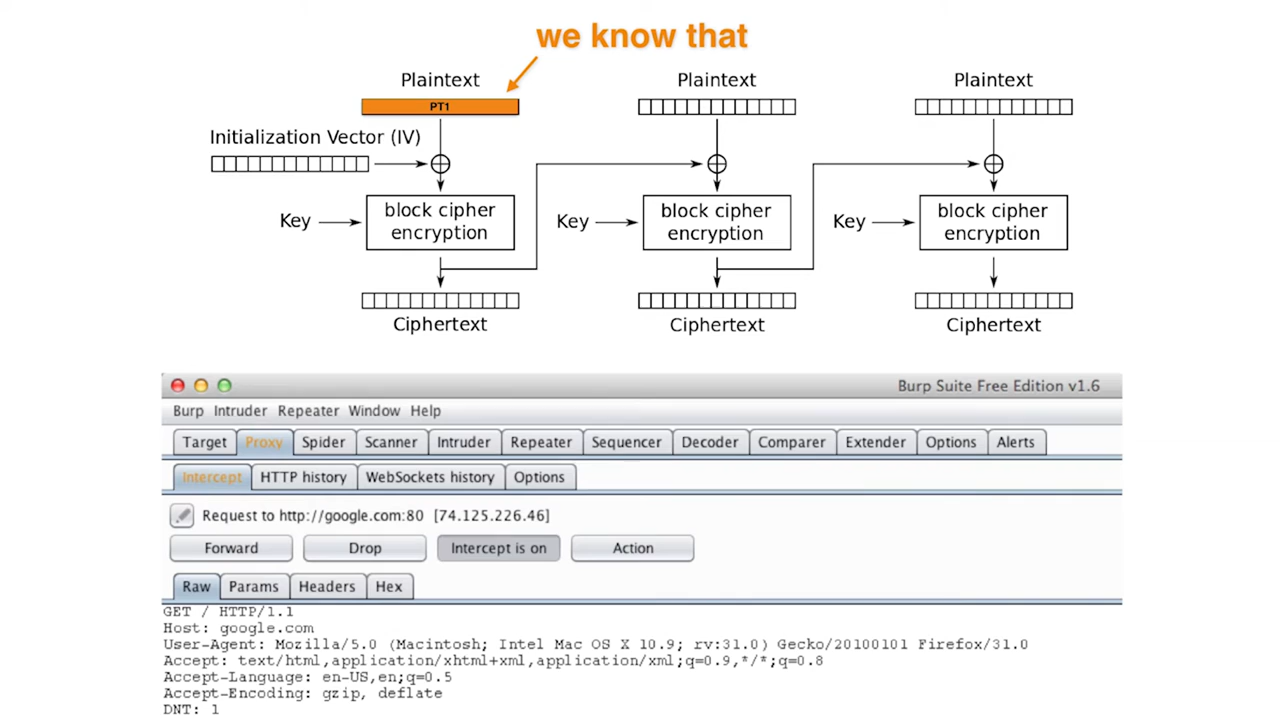 we know that
Plaintext Plaintext Plaintext
PT1
Initialization Vector (IV)
Key block cipher encryption Key block cipher encryption Key block cipher encryption
Ciphertext Ciphertext Ciphertext
Burp Suite Free Edition v1.6
Burp Intruder Repeater Window Help
Target Proxy Spider Scanner Intruder Repeater Sequencer Decoder Comparer Extender Options Alerts
Intercept HTTP history WebSockets history Options
Request to http://google.com:80 [74.125.226.46]
Forward Drop Intercept is on Action
Raw Params Headers Hex
GET / HTTP/1.1
Host: google.com
User-Agent: Mozilla/5.0 (Macintosh; Intel Mac OS X 10.9; rv:31.0) Gecko/20100101 Firefox/31.0
Accept: text/html,application/xhtml+xml,application/xml;q=0.9,*/*;q=0.8
Accept-Language: en-US,en;q=0.5
Accept-Encoding: gzip, deflate
DNT: 1